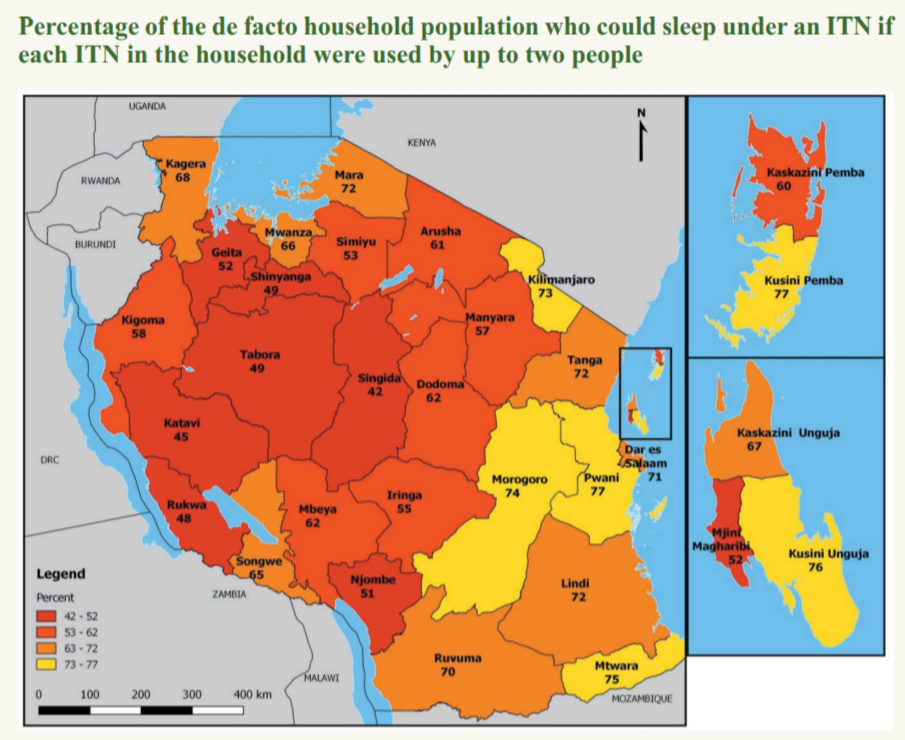 Percentage of the de facto household population who could sleep under an ITN if
each ITN in the household were used by up to two people
UGANDA
N
KENYA
Kagera
68
Mara
72
RWANDA
BURUNDI
Mwanza
66
Simiyu
53
Arusha
61
Geita
52
Shinyanga
49
Kilimanjaro
73
Kigoma
58
Manyara
57
Tabora
49
Tanga
72
Singida
42
Dodoma
62
Katavi
45
DRC
Dar es
Salaam
71
Morogoro
74
Pwani
77
Rukwa
48
Mbeya
62
Iringa
55
Songwe
65
Njombe
51
Lindi
72
ZAMBIA
Ruvuma
70
Mtwara
75
MALAWI
MOZAMBIQUE
Legend
Percent
42 - 52
53 - 62
63 - 72
73 - 77
0 100 200 300 400 km
Kaskazini Pemba
60
Kusini Pemba
77
Kaskazini Unguja
67
Mjini
Magharibi
52
Kusini Unguja
76